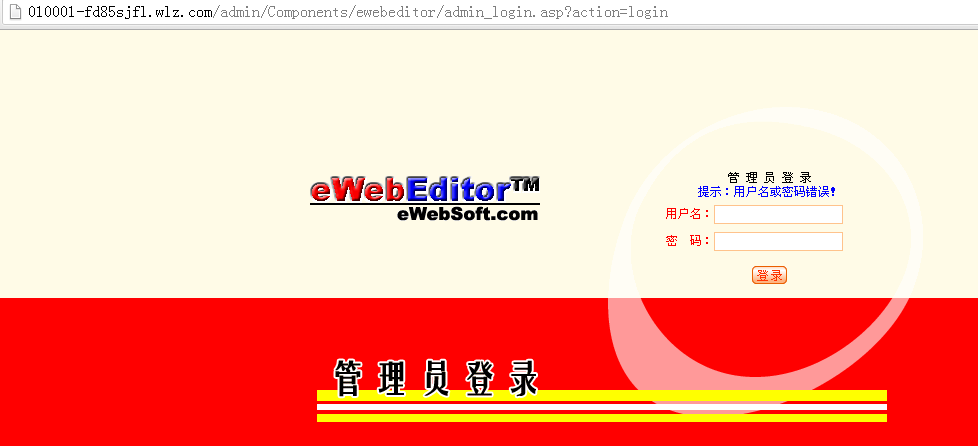 010001-fd85sjfl.wlz.com/admin/Components/ewebeditor/admin_login.asp?action=login
管 理 员 登 录
提示：用户名或密码错误！
eWebEditor™
用户名：
eWebSoft.com
密　码：
登录
管 理 员 登 录